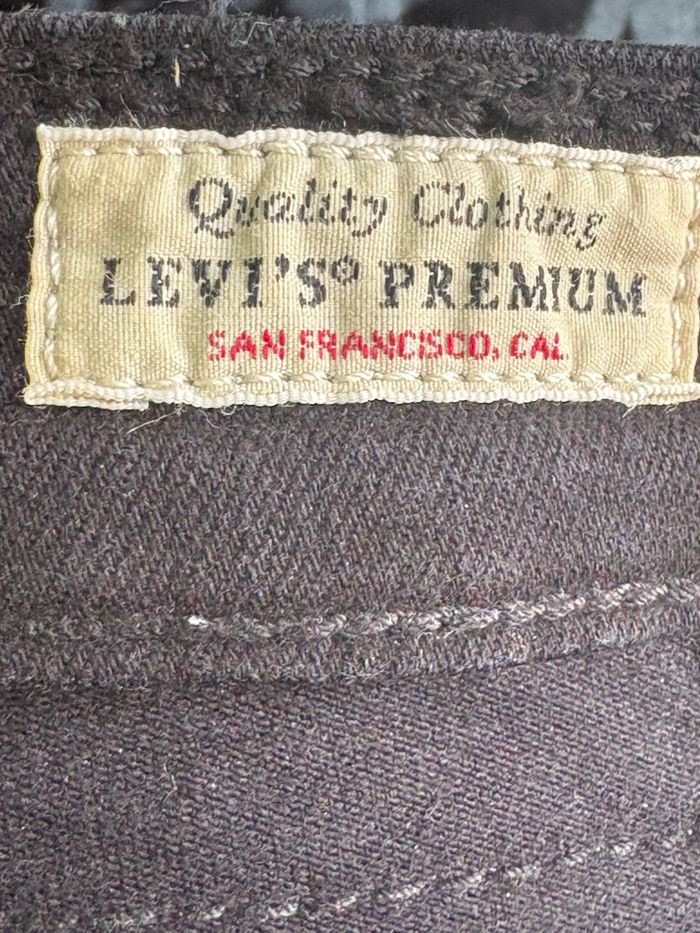 Quality Clothing
LEVI'S® PREMIUM
SAN FRANCISCO, CAL